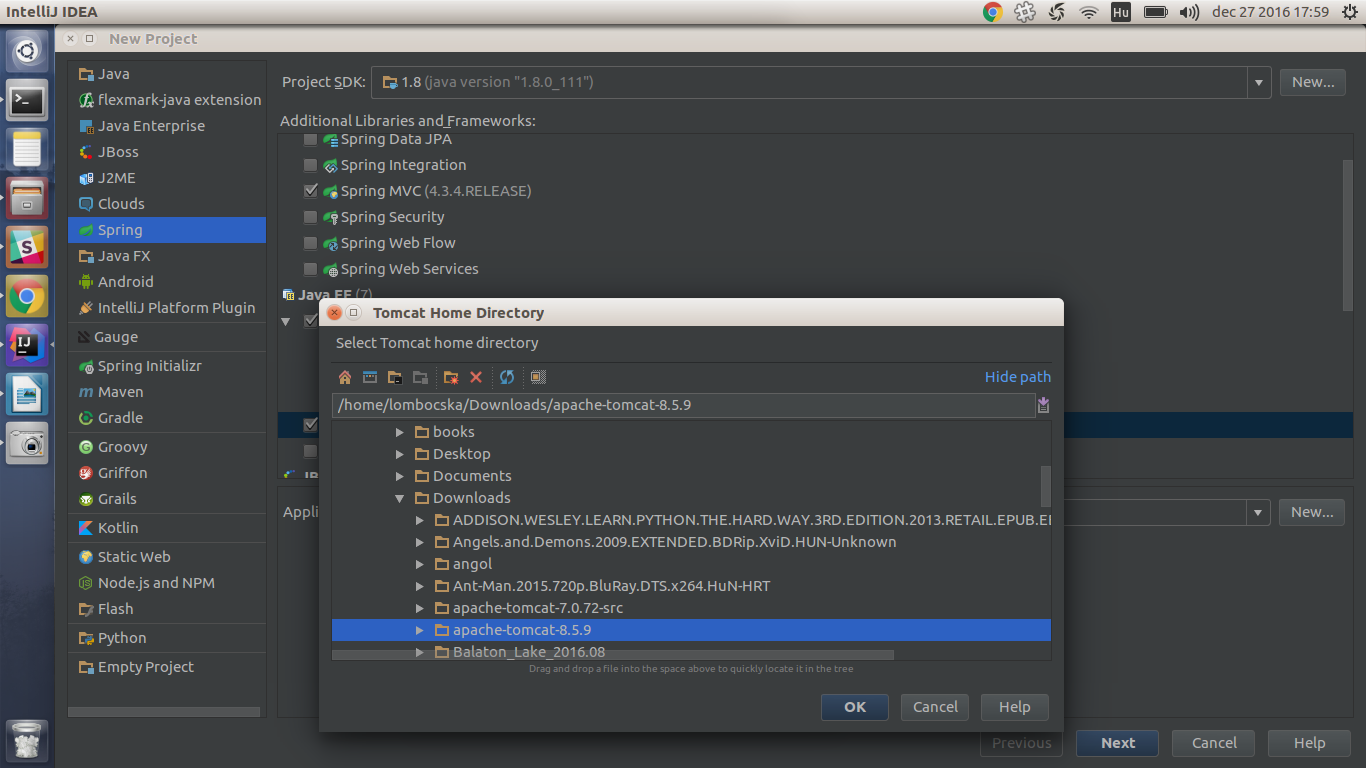 IntelliJ IDEA
Hu
dec 27 2016 17:59
New Project
Java
flexmark-java extension
Java Enterprise
JBoss
J2ME
Clouds
Spring
Java FX
Android
IntelliJ Platform Plugin
Gauge
Spring Initializr
Maven
Gradle
Groovy
Griffon
Grails
Kotlin
Static Web
Node.js and NPM
Flash
Python
Empty Project
Project SDK:
1.8 (java version "1.8.0_111")
New...
Additional Libraries and Frameworks:
Spring Data JPA
Spring Integration
Spring MVC (4.3.4.RELEASE)
Spring Security
Spring Web Flow
Spring Web Services
Java EE (7)
Appli
New...
Tomcat Home Directory
Select Tomcat home directory
Hide path
/home/lombocska/Downloads/apache-tomcat-8.5.9
books
Desktop
Documents
Downloads
ADDISON.WESLEY.LEARN.PYTHON.THE.HARD.WAY.3RD.EDITION.2013.RETAIL.EPUB.EI
Angels.and.Demons.2009.EXTENDED.BDRip.XviD.HUN-Unknown
angol
Ant-Man.2015.720p.BluRay.DTS.x264.HuN-HRT
apache-tomcat-7.0.72-src
apache-tomcat-8.5.9
Balaton_Lake_2016.08
Drag and drop a file into the space above to quickly locate it in the tree
OK
Cancel
Help
Previous
Next
Cancel
Help